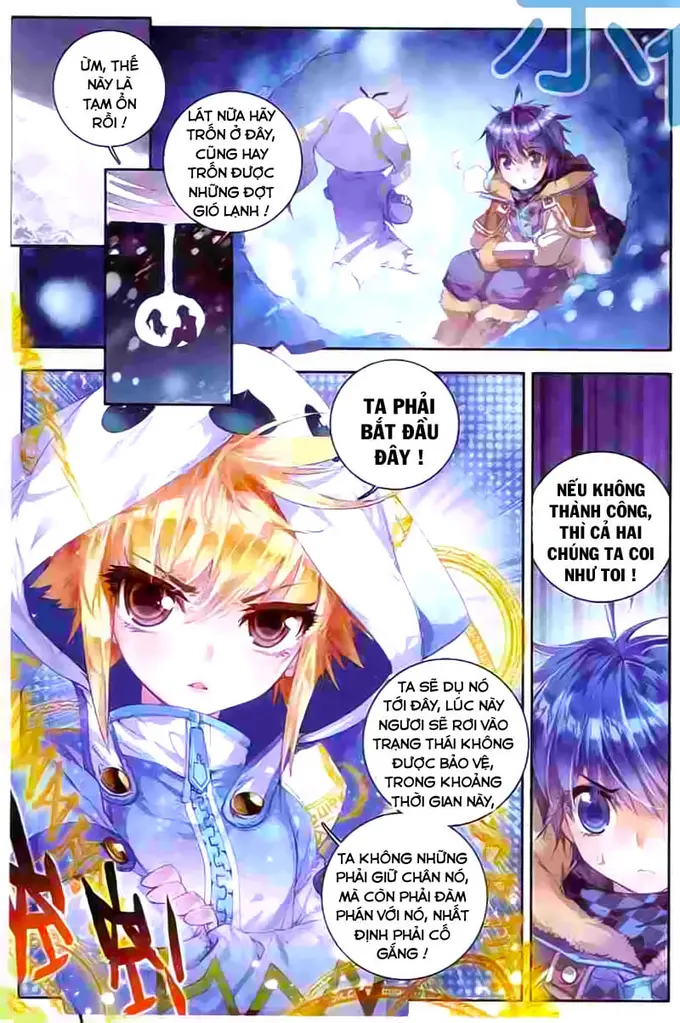 ỪM, THẾ
NÀY LÀ
TẠM ỔN
RỒI !
LÁT NỮA HÃY
TRỐN Ở ĐÂY,
CŨNG HAY
TRỐN ĐƯỢC
NHỮNG ĐỢT
GIÓ LẠNH !
TA PHẢI
BẮT ĐẦU
ĐÂY !
NẾU KHÔNG
THÀNH CÔNG,
THÌ CẢ HAI
CHÚNG TA COI
NHƯ TOI !
TA SẼ DỤ NÓ
TỚI ĐÂY, LÚC NÀY
NGƯƠI SẼ RƠI VÀO
TRẠNG THÁI KHÔNG
ĐƯỢC BẢO VỆ,
TRONG KHOẢNG
THỜI GIAN NÀY,
TA KHÔNG NHỮNG
PHẢI GIỮ CHÂN NÓ,
MÀ CÒN PHẢI ĐÀM
PHÁN VỚI NÓ, NHẤT
ĐỊNH PHẢI CỐ
GẮNG !